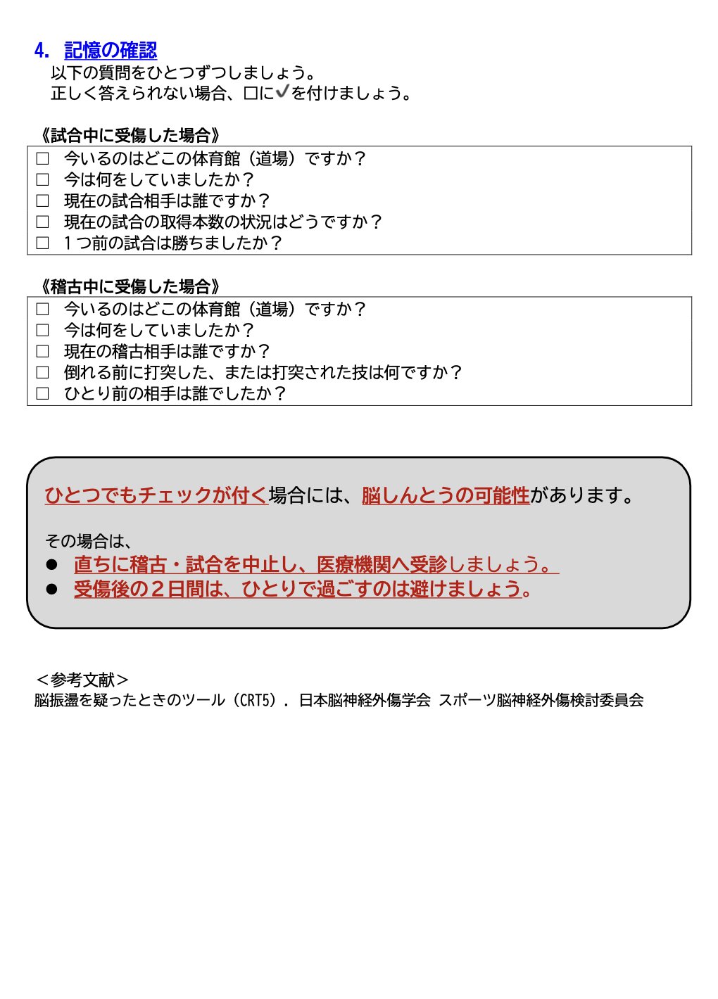 4. 記憶の確認
以下の質問をひとつずつしましょう。
正しく答えられない場合、□に✓を付けましょう。
《試合中に受傷した場合》
□ 今いるのはどこの体育館（道場）ですか？
□ 今は何をしていましたか？
□ 現在の試合相手は誰ですか？
□ 現在の試合の取得本数の状況はどうですか？
□ 1つ前の試合は勝ちましたか？
《稽古中に受傷した場合》
□ 今いるのはどこの体育館（道場）ですか？
□ 今は何をしていましたか？
□ 現在の稽古相手は誰ですか？
□ 倒れる前に打突した、または打突された技は何ですか？
□ ひとり前の相手は誰でしたか？
ひとつでもチェックが付く場合には、脳しんとうの可能性があります。
その場合は、
● 直ちに稽古・試合を中止し、医療機関へ受診しましょう。
● 受傷後の２日間は、ひとりで過ごすのは避けましょう。
＜参考文献＞
脳振盪を疑ったときのツール（CRT5）．日本脳神経外傷学会 スポーツ脳神経外傷検討委員会